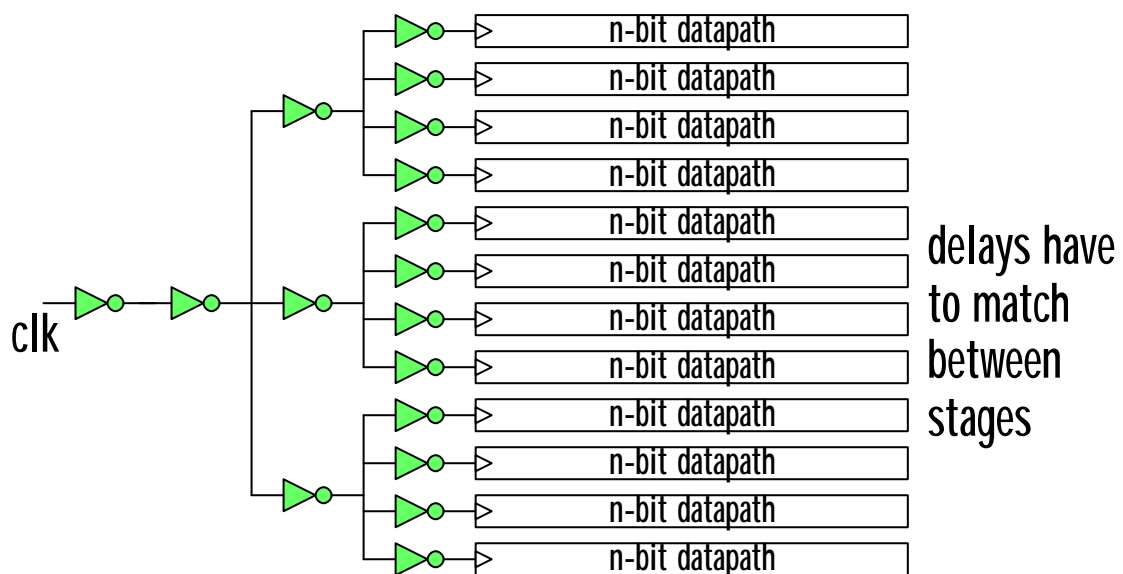 n-bit datapath
n-bit datapath
n-bit datapath
n-bit datapath
n-bit datapath
n-bit datapath
n-bit datapath
n-bit datapath
n-bit datapath
n-bit datapath
n-bit datapath
n-bit datapath
clk
delays have
to match
between
stages